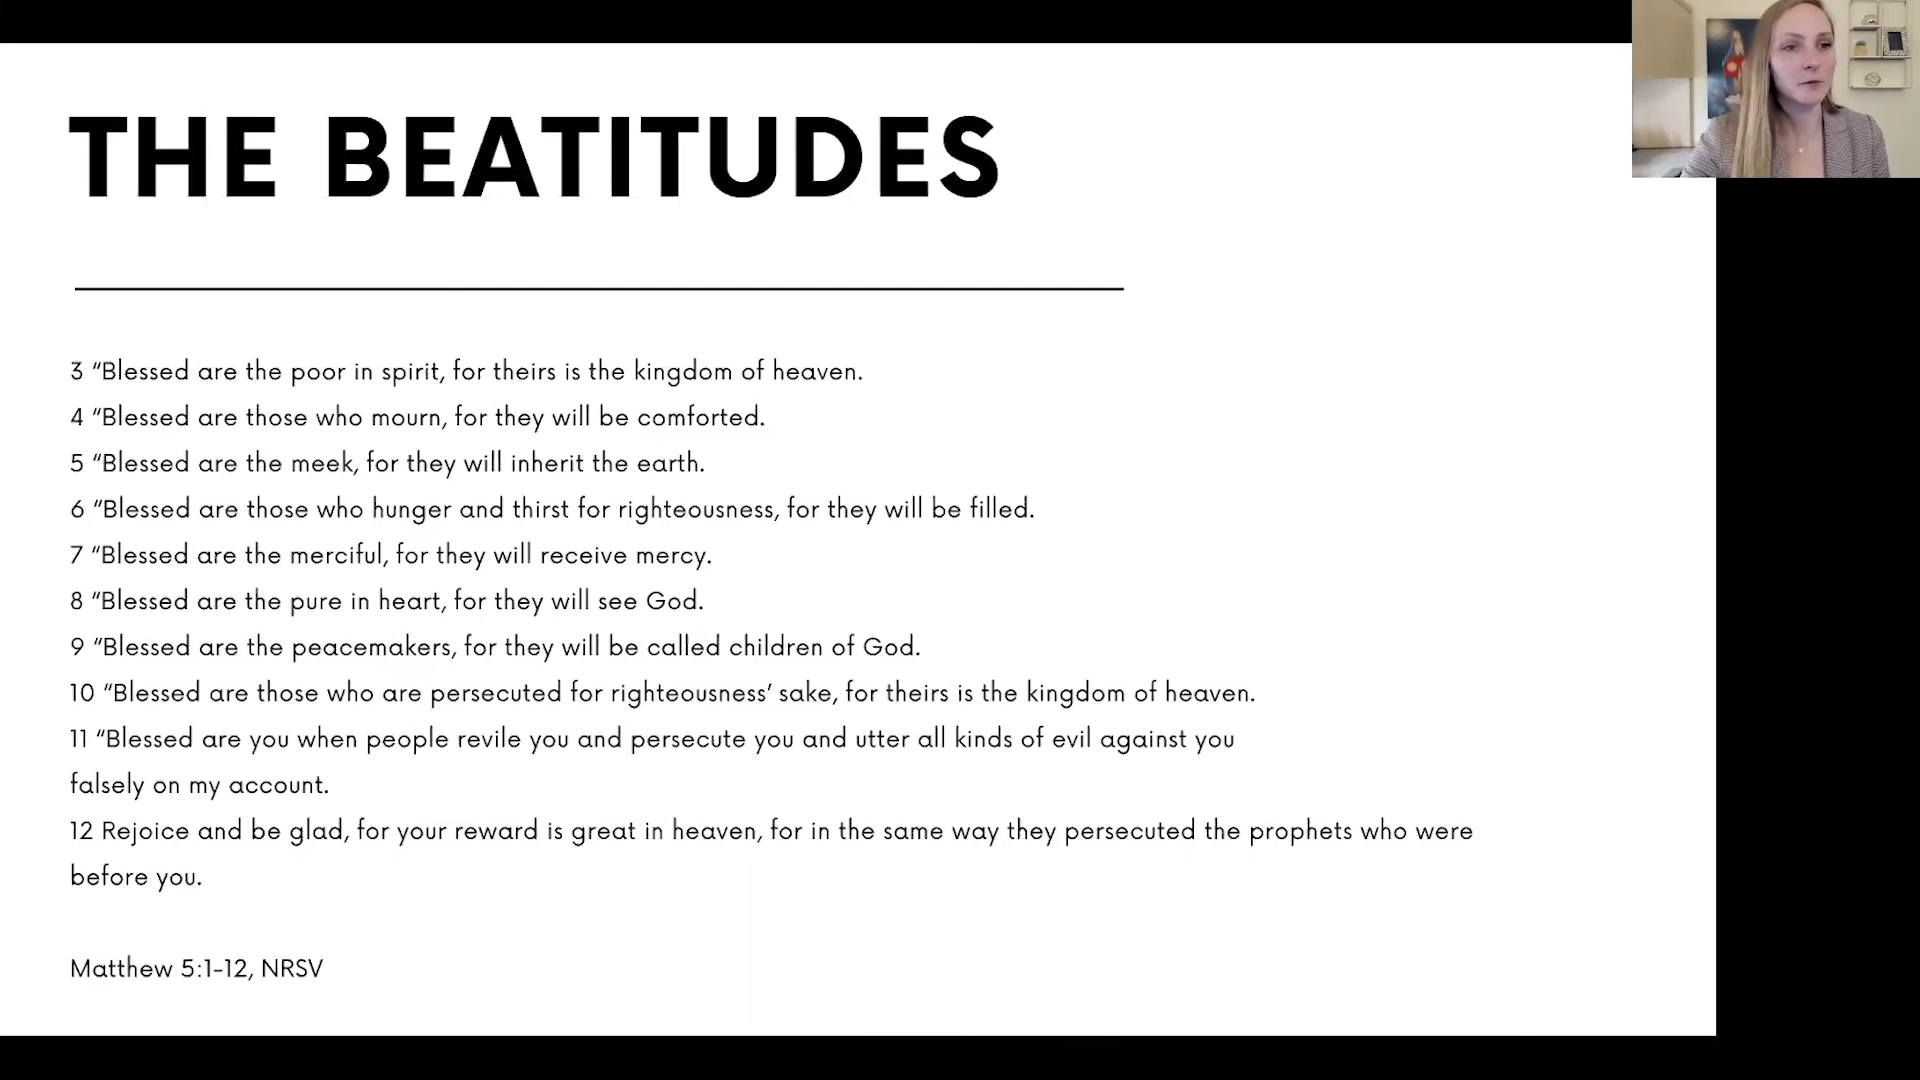 THE BEATITUDES
3 “Blessed are the poor in spirit, for theirs is the kingdom of heaven.
4 “Blessed are those who mourn, for they will be comforted.
5 “Blessed are the meek, for they will inherit the earth.
6 “Blessed are those who hunger and thirst for righteousness, for they will be filled.
7 “Blessed are the merciful, for they will receive mercy.
8 “Blessed are the pure in heart, for they will see God.
9 “Blessed are the peacemakers, for they will be called children of God.
10 “Blessed are those who are persecuted for righteousness’ sake, for theirs is the kingdom of heaven.
11 “Blessed are you when people revile you and persecute you and utter all kinds of evil against you
falsely on my account.
12 Rejoice and be glad, for your reward is great in heaven, for in the same way they persecuted the prophets who were
before you.
Matthew 5:1-12, NRSV